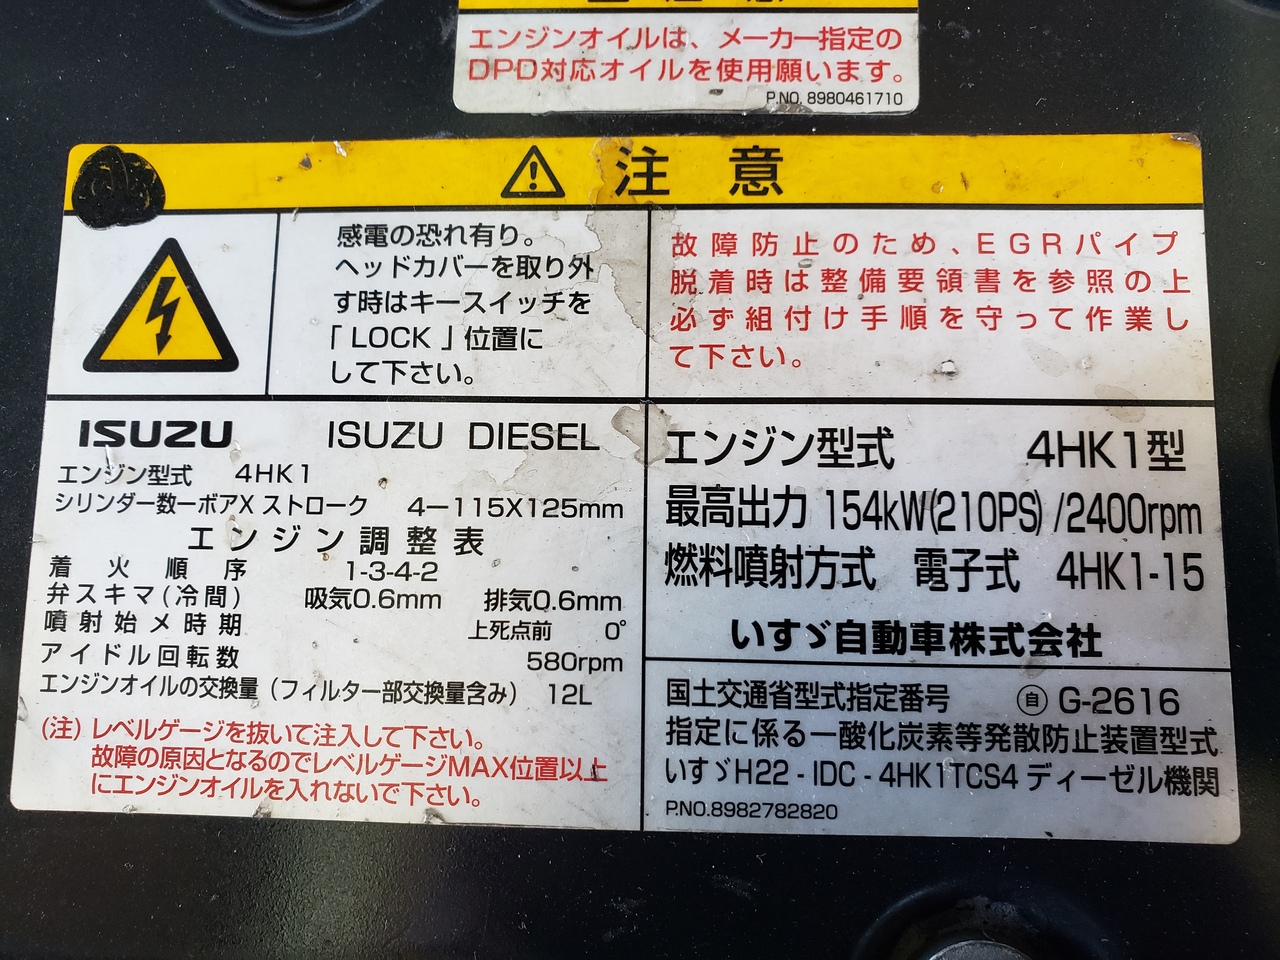 エンジンオイルは、メーカー指定の
DPD対応オイルを使用願います。
P.NO. 8980461710
注意
感電の恐れ有り。
ヘッドカバーを取り外
す時はキースイッチを
「LOCK」位置に
して下さい。
故障防止のため、EGRパイプ
脱着時は整備要領書を参照の上
必ず組付け手順を守って作業し
て下さい。
ISUZU ISUZU DIESEL
エンジン型式 4HK1
シリンダー数ーボアX ストローク 4ー115X125mm
エンジン調整表
着火順序 1-3-4-2
弁スキマ(冷間) 吸気0.6mm 排気0.6mm
噴射始メ時期 上死点前 0°
アイドル回転数 580rpm
エンジンオイルの交換量(フィルター部交換量含み) 12L
(注)レベルゲージを抜いて注入して下さい。
故障の原因となるのでレベルゲージMAX位置以上
にエンジンオイルを入れないで下さい。
エンジン型式 4HK1型
最高出力 154kW(210PS)/2400rpm
燃料噴射方式 電子式 4HK1-15
いすゞ自動車株式会社
国土交通省型式指定番号 自 G-2616
指定に係る一酸化炭素等発散防止装置型式
いすゞH22-IDC-4HK1TCS4 ディーゼル機関
P.NO.8982782820